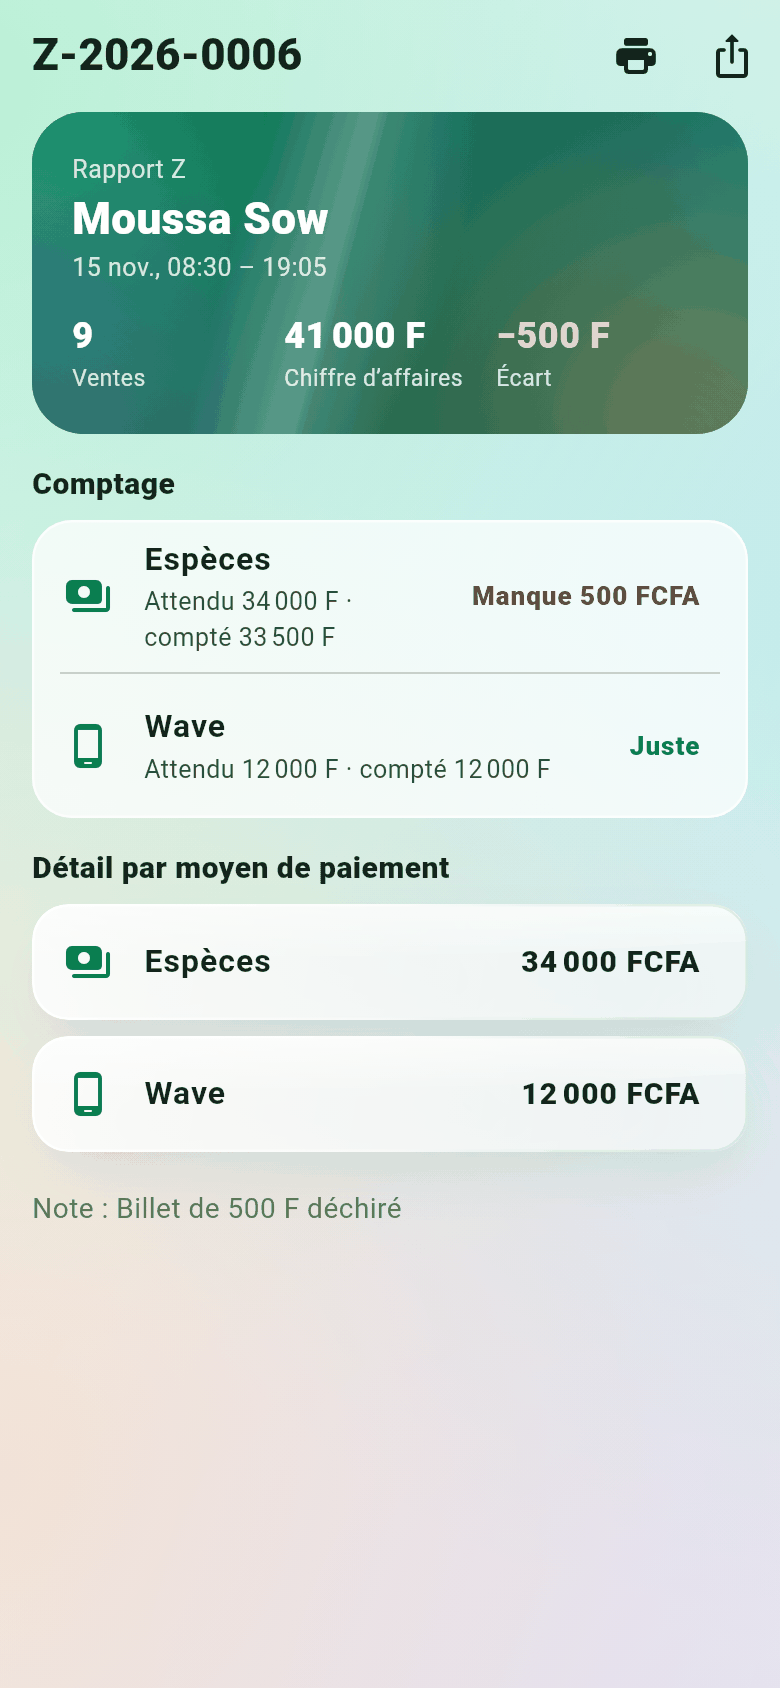 Z-2026-0006
Rapport Z
Moussa Sow
15 nov., 08:30 – 19:05
9
Ventes
41 000 F
Chiffre d’affaires
−500 F
Écart
Comptage
Espèces
Attendu 34 000 F ·
compté 33 500 F
Manque 500 FCFA
Wave
Attendu 12 000 F · compté 12 000 F
Juste
Détail par moyen de paiement
Espèces
34 000 FCFA
Wave
12 000 FCFA
Note : Billet de 500 F déchiré